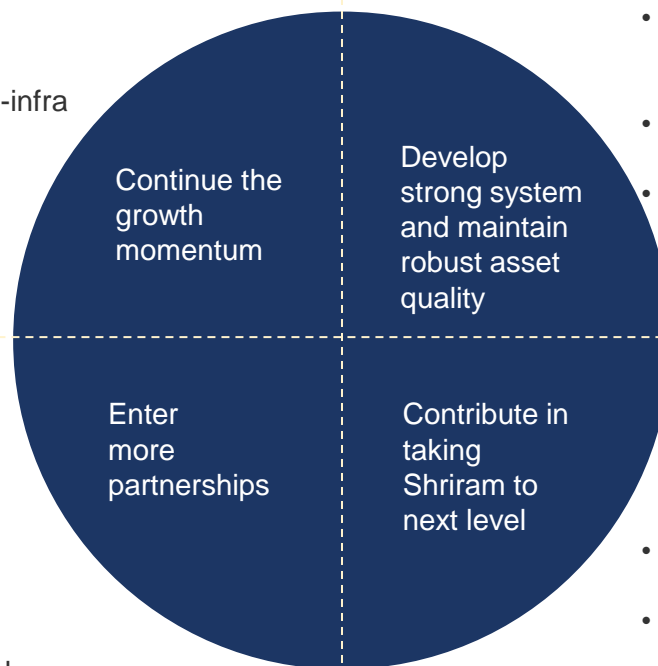 -infra
Continue the
growth
momentum
Develop
strong system
and maintain
robust asset
quality
Enter
more
partnerships
Contribute in
taking
Shriram to
next level